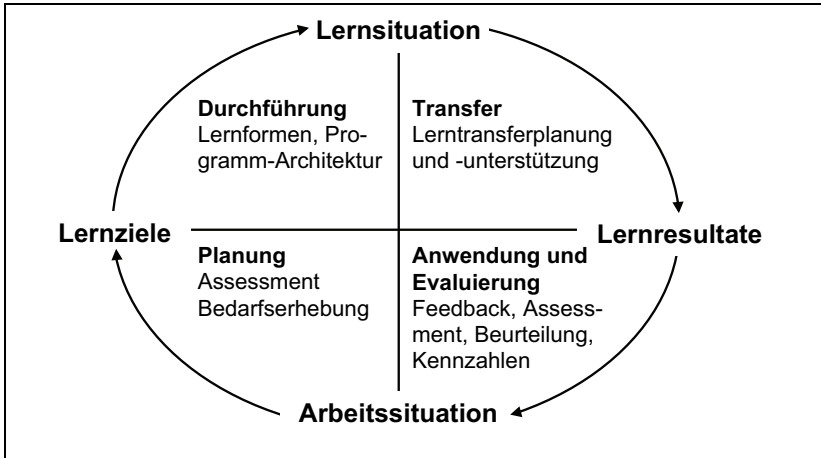 Lernsituation
Durchführung
Lernformen, Pro-
gramm-Architektur
Transfer
Lerntransferplanung
und -unterstützung
Lernziele
Lernresultate
Planung
Assessment
Bedarfserhebung
Anwendung und
Evaluierung
Feedback, Assess-
ment, Beurteilung,
Kennzahlen
Arbeitssituation